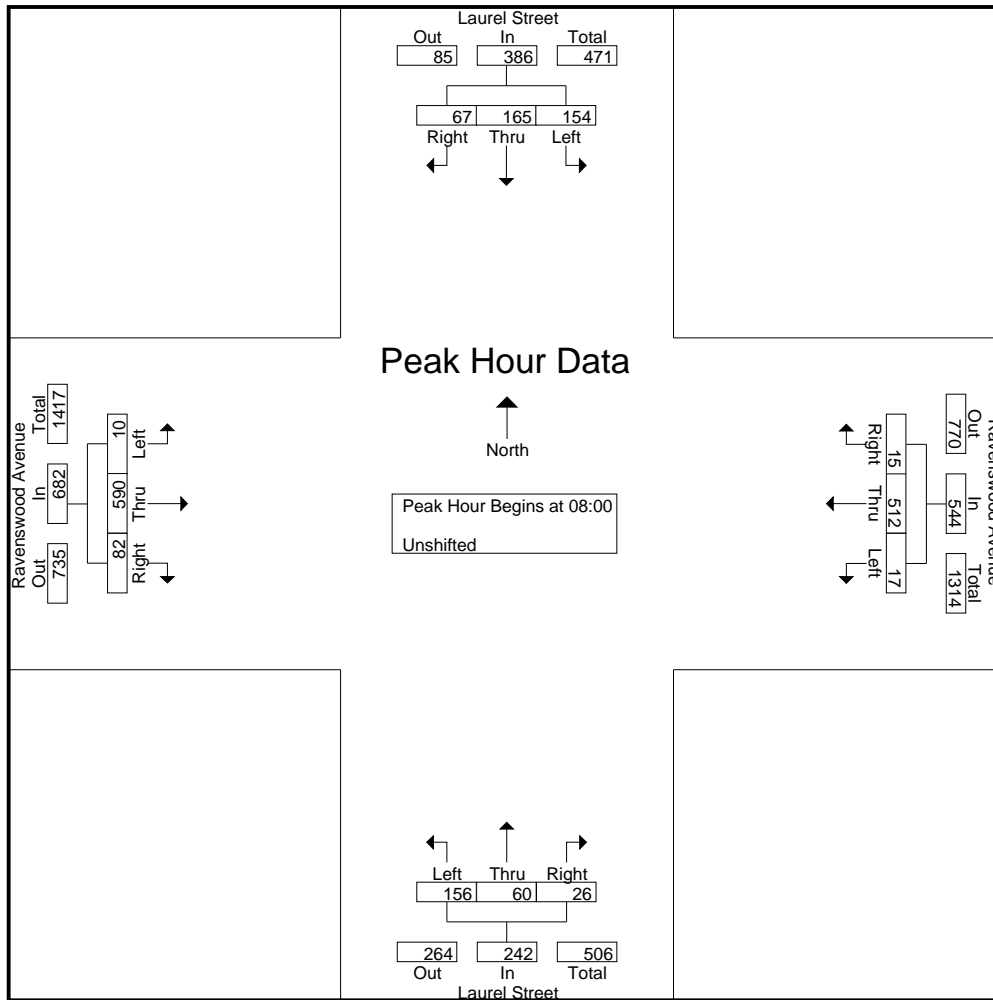 Laurel Street
Out In Total
85 386 471
67 165 154
Right Thru Left
Peak Hour Data
North
Peak Hour Begins at 08:00
Unshifted
Ravenswood Avenue
Total In Out
1417 682 735
10 590 82
Left Thru Right
Ravenswood Avenue
Out In Total
770 544 1314
15 512 17
Right Thru Left
Left Thru Right
156 60 26
264 242 506
Out In Total
Laurel Street